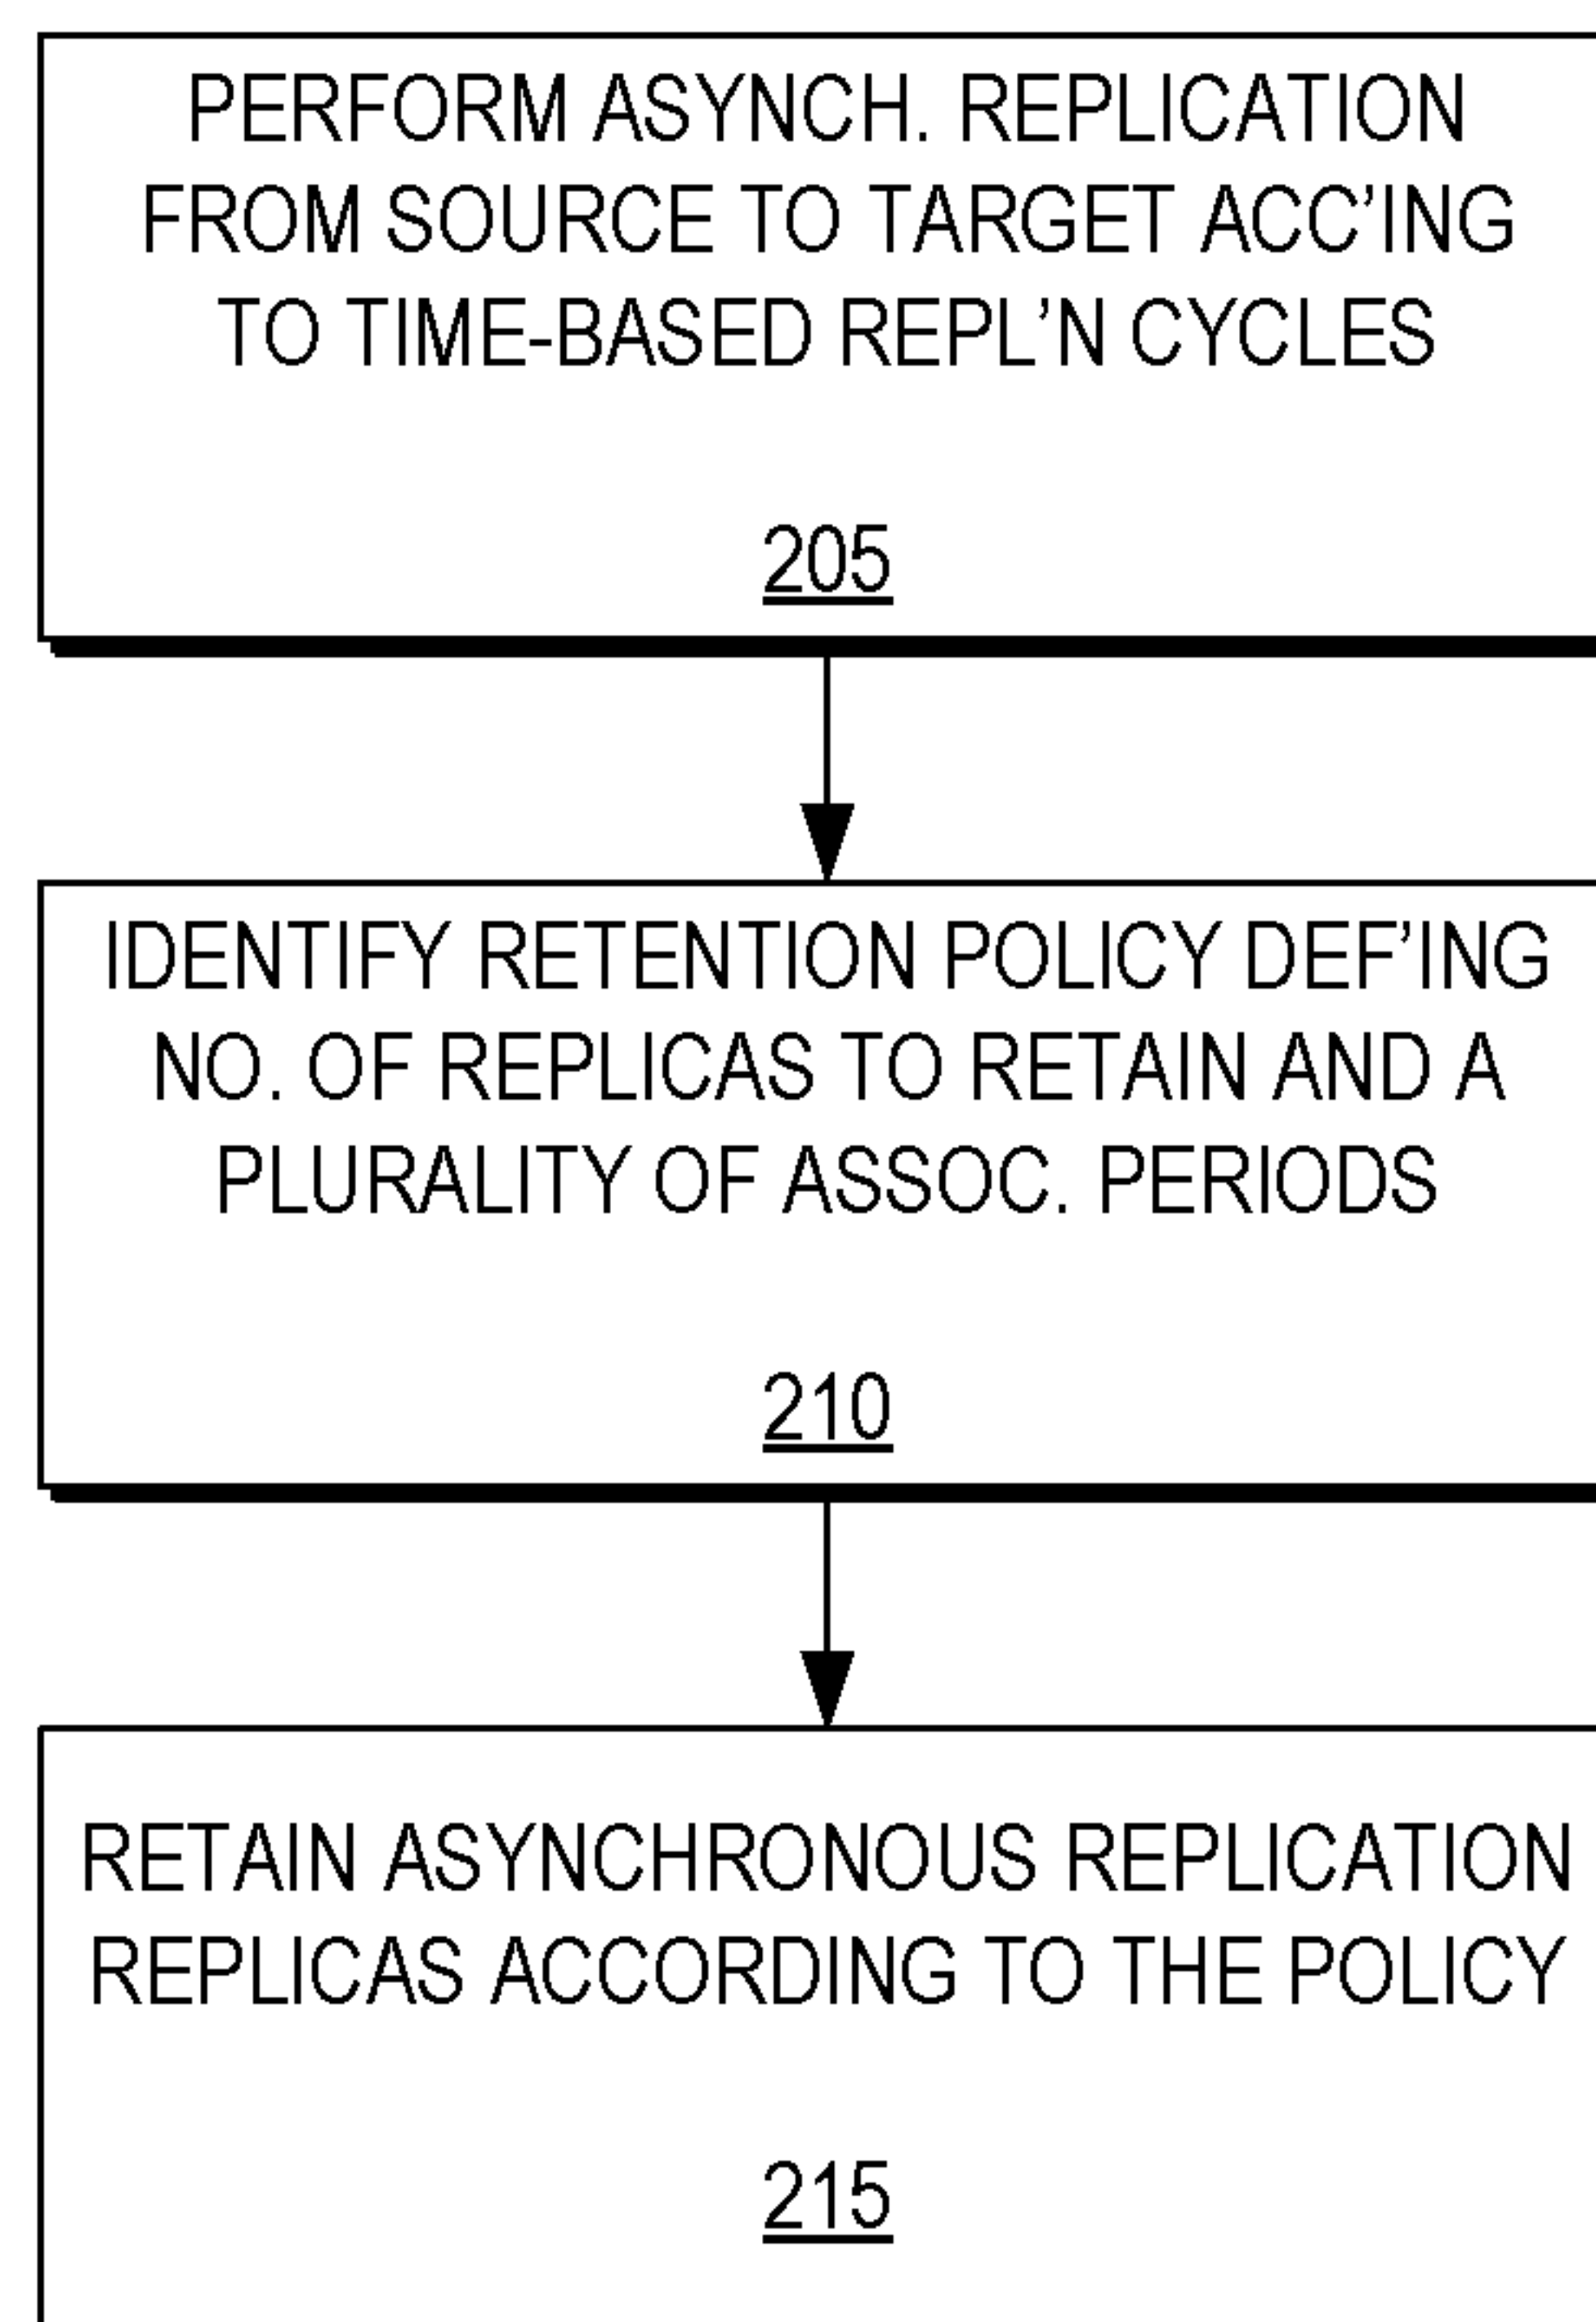 PERFORM ASYNCH. REPLICATION
FROM SOURCE TO TARGET ACC'ING
TO TIME-BASED REPL'N CYCLES
205
IDENTIFY RETENTION POLICY DEF'ING
NO. OF REPLICAS TO RETAIN AND A
PLURALITY OF ASSOC. PERIODS
210
RETAIN ASYNCHRONOUS REPLICATION
REPLICAS ACCORDING TO THE POLICY
215